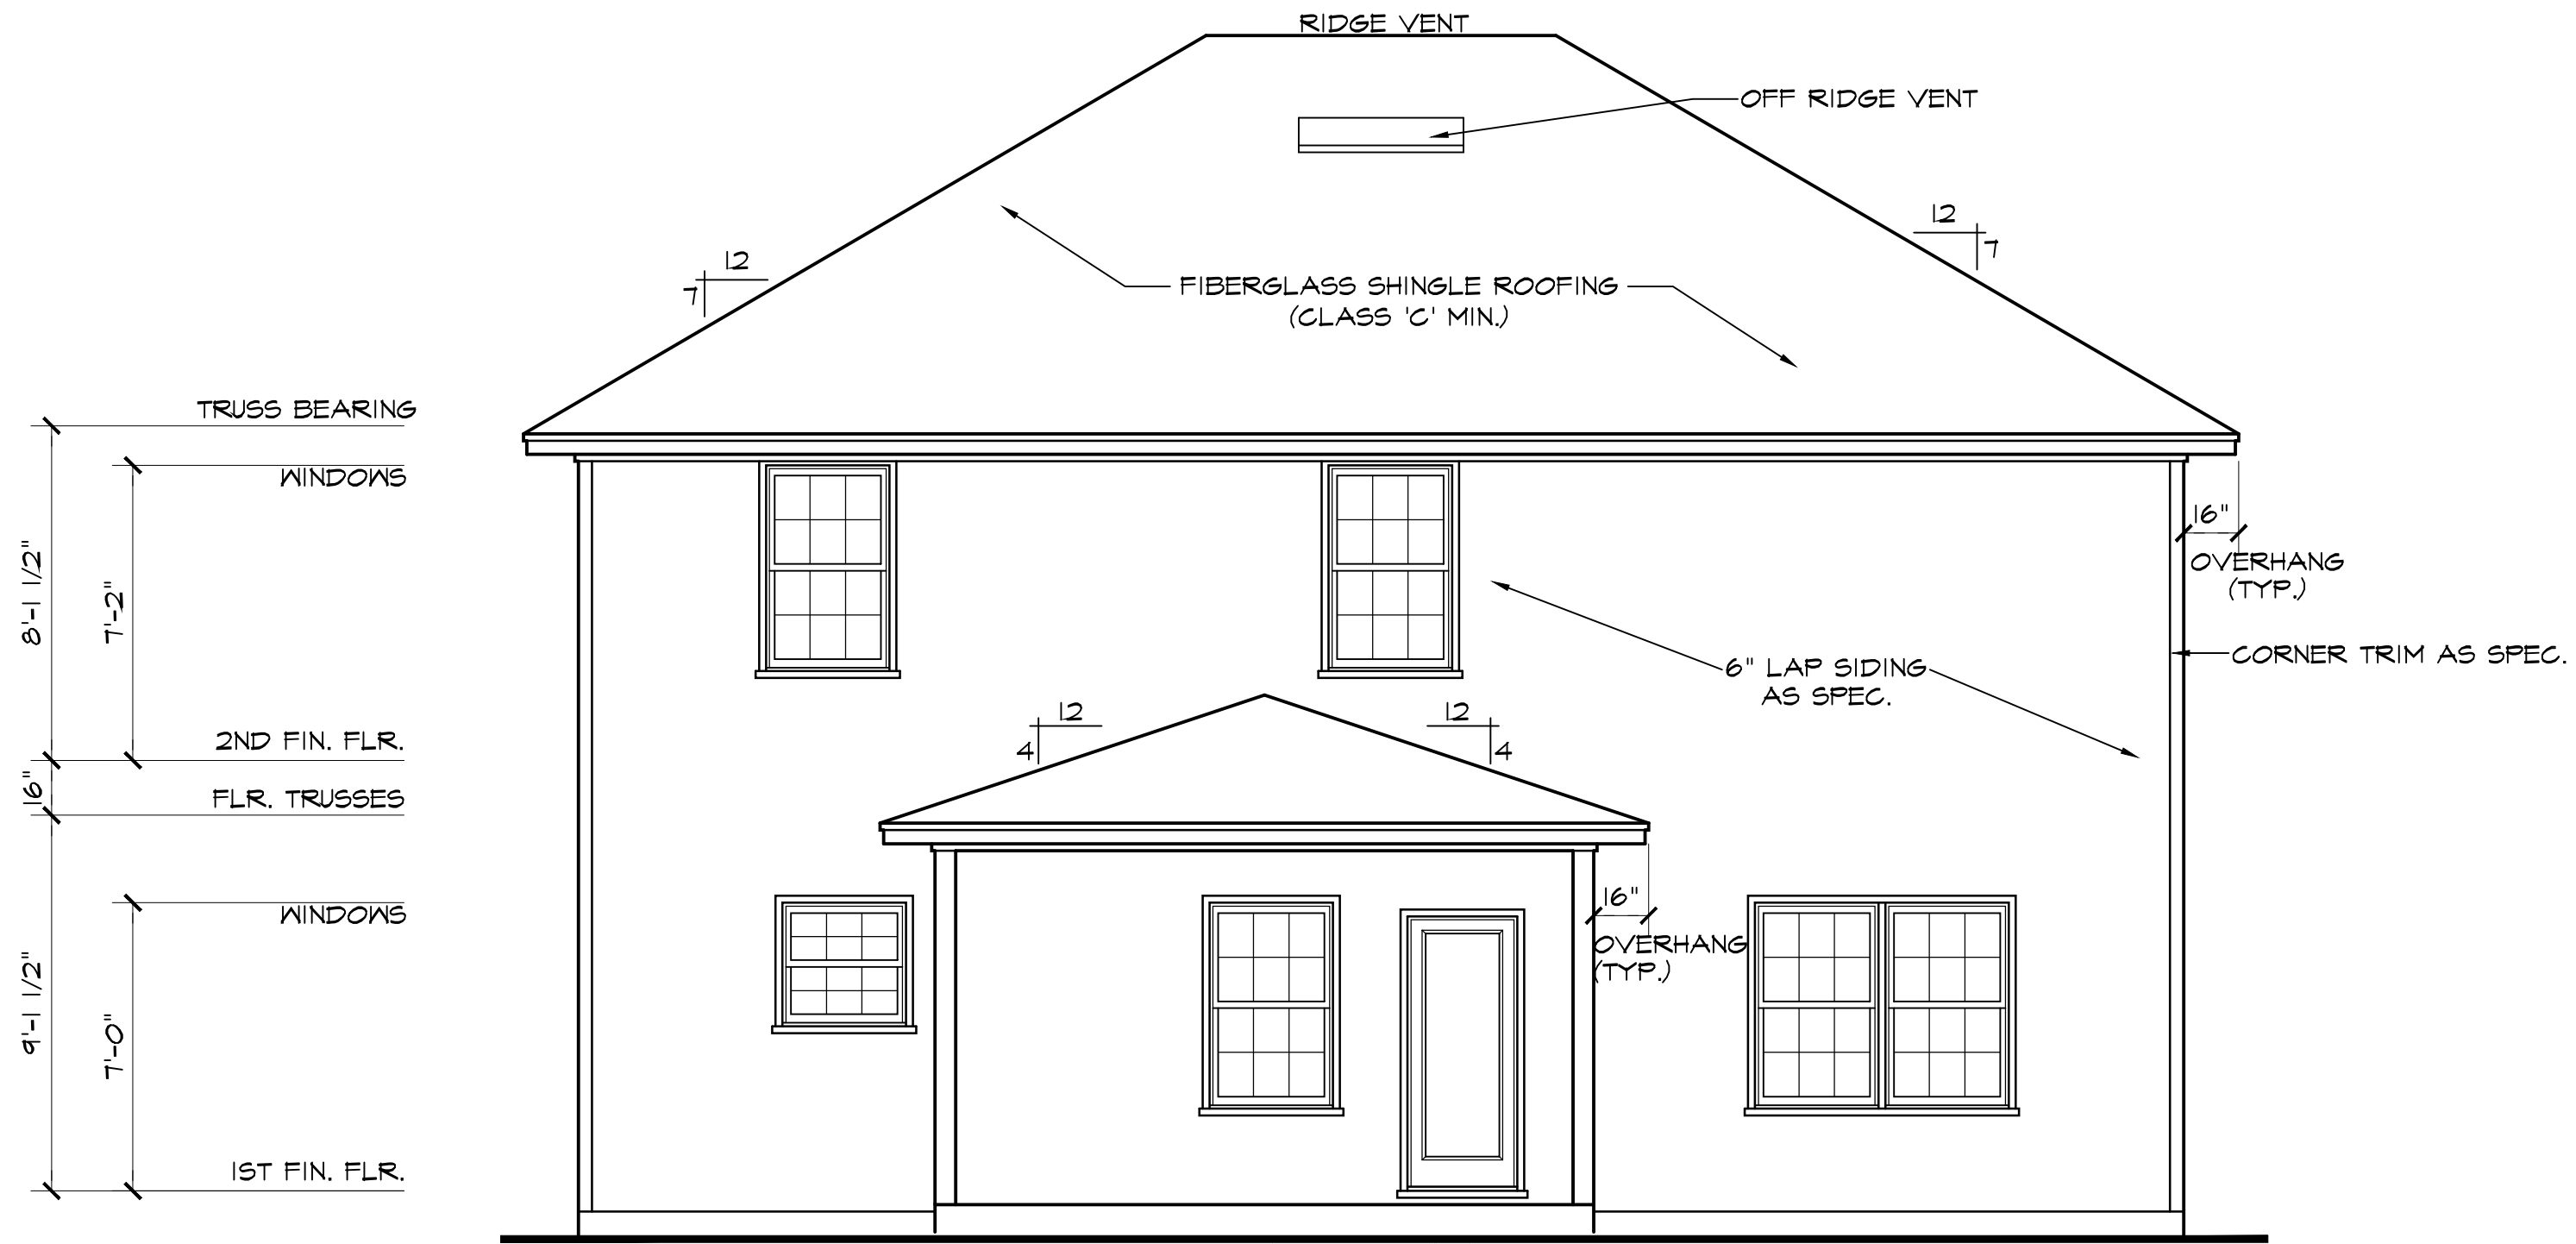 RIDGE VENT
OFF RIDGE VENT
12
7
12
7
FIBERGLASS SHINGLE ROOFING
(CLASS 'C' MIN.)
TRUSS BEARING
WINDOWS
8'-1 1/2"
7'-2"
16"
OVERHANG
(TYP.)
CORNER TRIM AS SPEC.
6" LAP SIDING
AS SPEC.
12
4
12
4
2ND FIN. FLR.
16"
FLR. TRUSSES
WINDOWS
16"
OVERHANG
(TYP.)
9'-1 1/2"
7'-0"
1ST FIN. FLR.